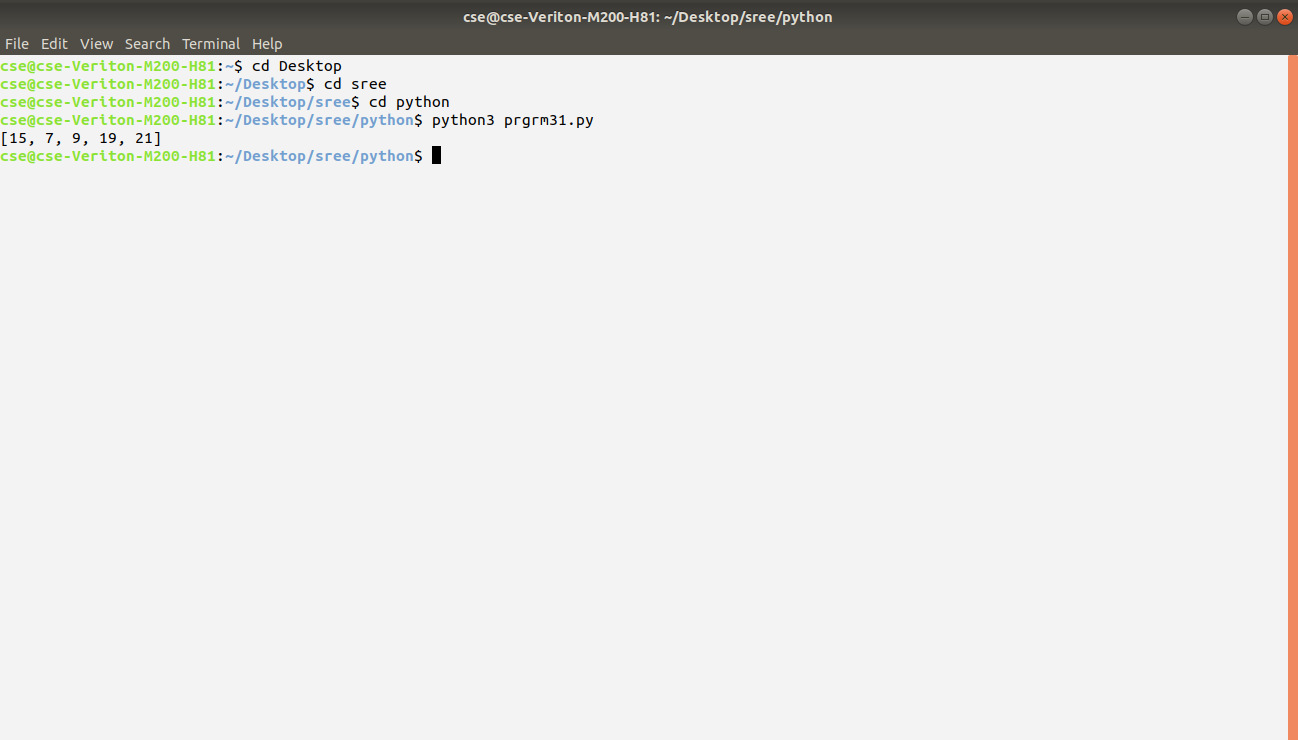 cse@cse-Veriton-M200-H81: ~/Desktop/sree/python
File Edit View Search Terminal Help
cse@cse-Veriton-M200-H81:~$ cd Desktop
cse@cse-Veriton-M200-H81:~/Desktop$ cd sree
cse@cse-Veriton-M200-H81:~/Desktop/sree$ cd python
cse@cse-Veriton-M200-H81:~/Desktop/sree/python$ python3 prgrm31.py
[15, 7, 9, 19, 21]
cse@cse-Veriton-M200-H81:~/Desktop/sree/python$